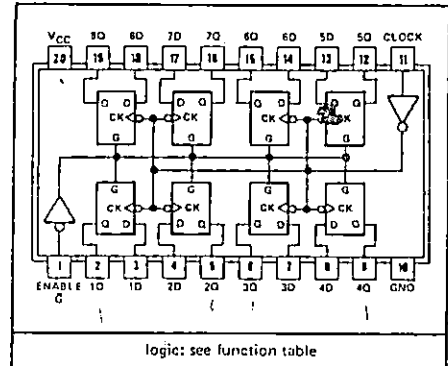 VCC 8Q 8D 7D 7Q 6Q 6D 5D 5Q CLOCK
20 19 18 17 16 15 14 13 12 11
Q D D Q Q D D Q
CK CK CK CK
G G G G
G G G G
CK CK CK CK
Q D D Q Q D D Q
1 2 3 4 5 6 7 8 9 10
ENABLE 1Q 1D 2D 2Q 3Q 3D 4D 4Q GND
G
logic: see function table